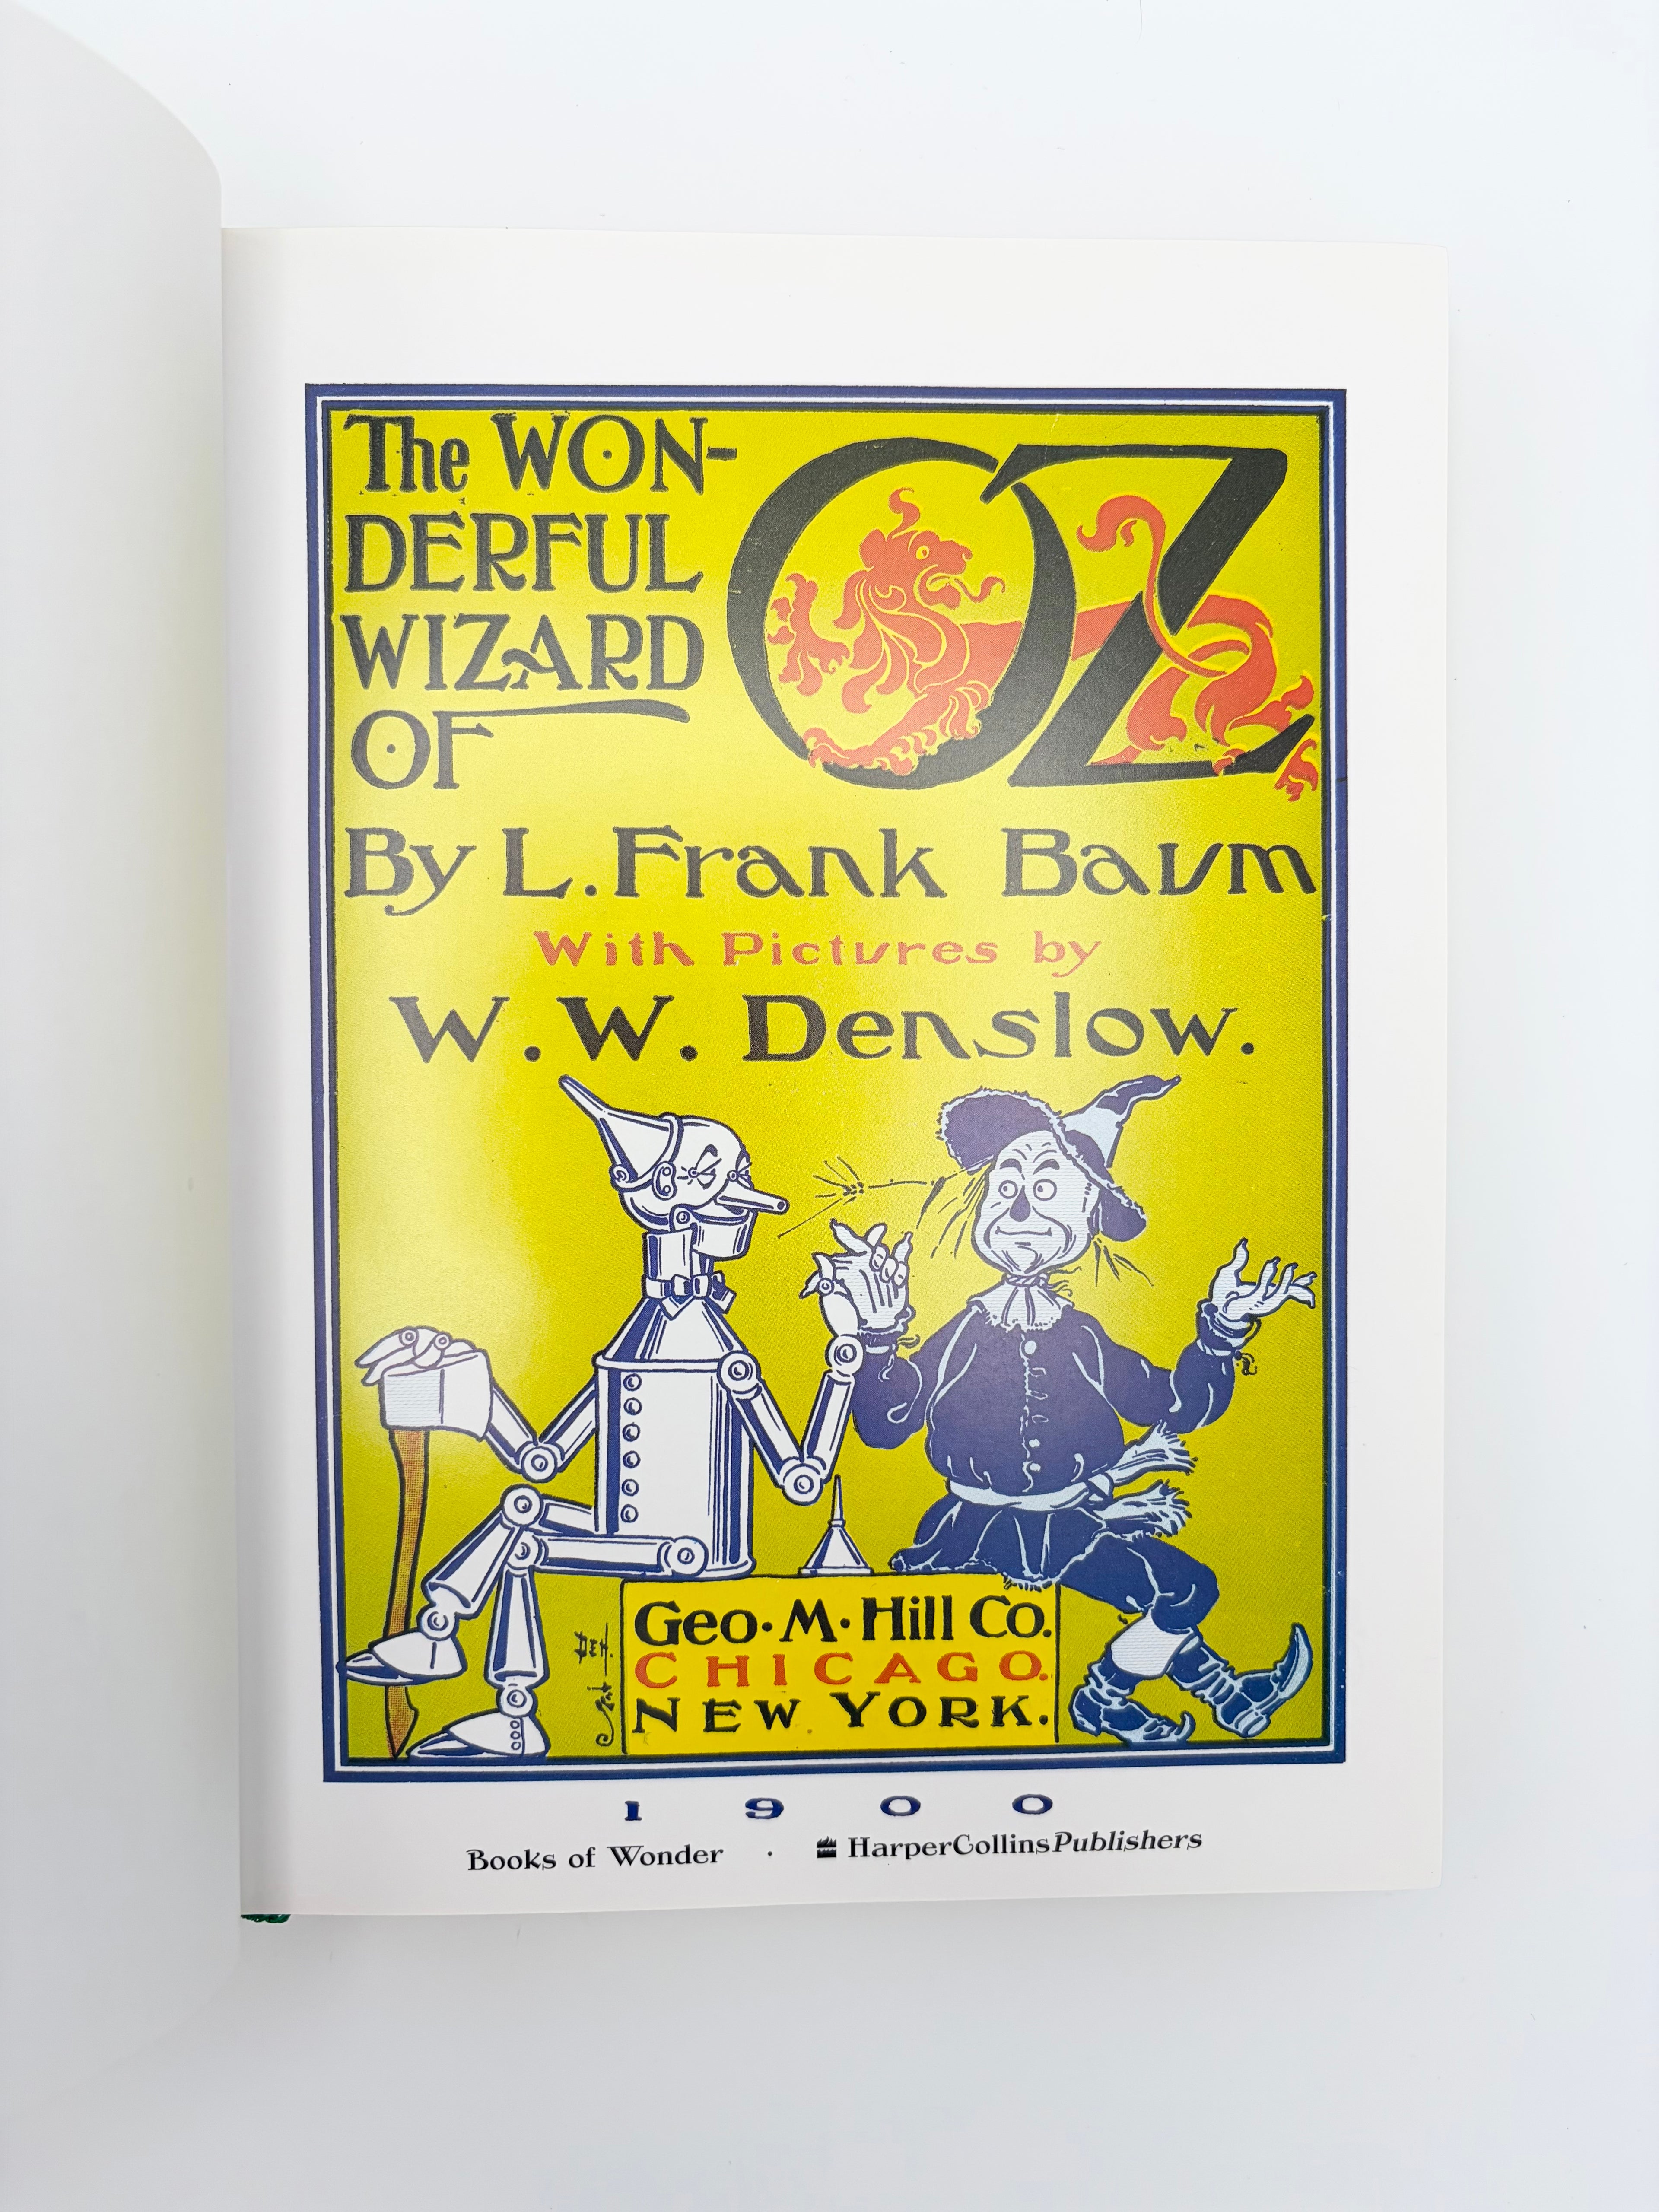 The WON-
DERFUL
WIZARD
OF OZ
By L. Frank Baum
With Pictures by
W. W. Denslow.
Geo. M. Hill Co.
CHICAGO.
NEW YORK.
1900
Books of Wonder · HarperCollinsPublishers